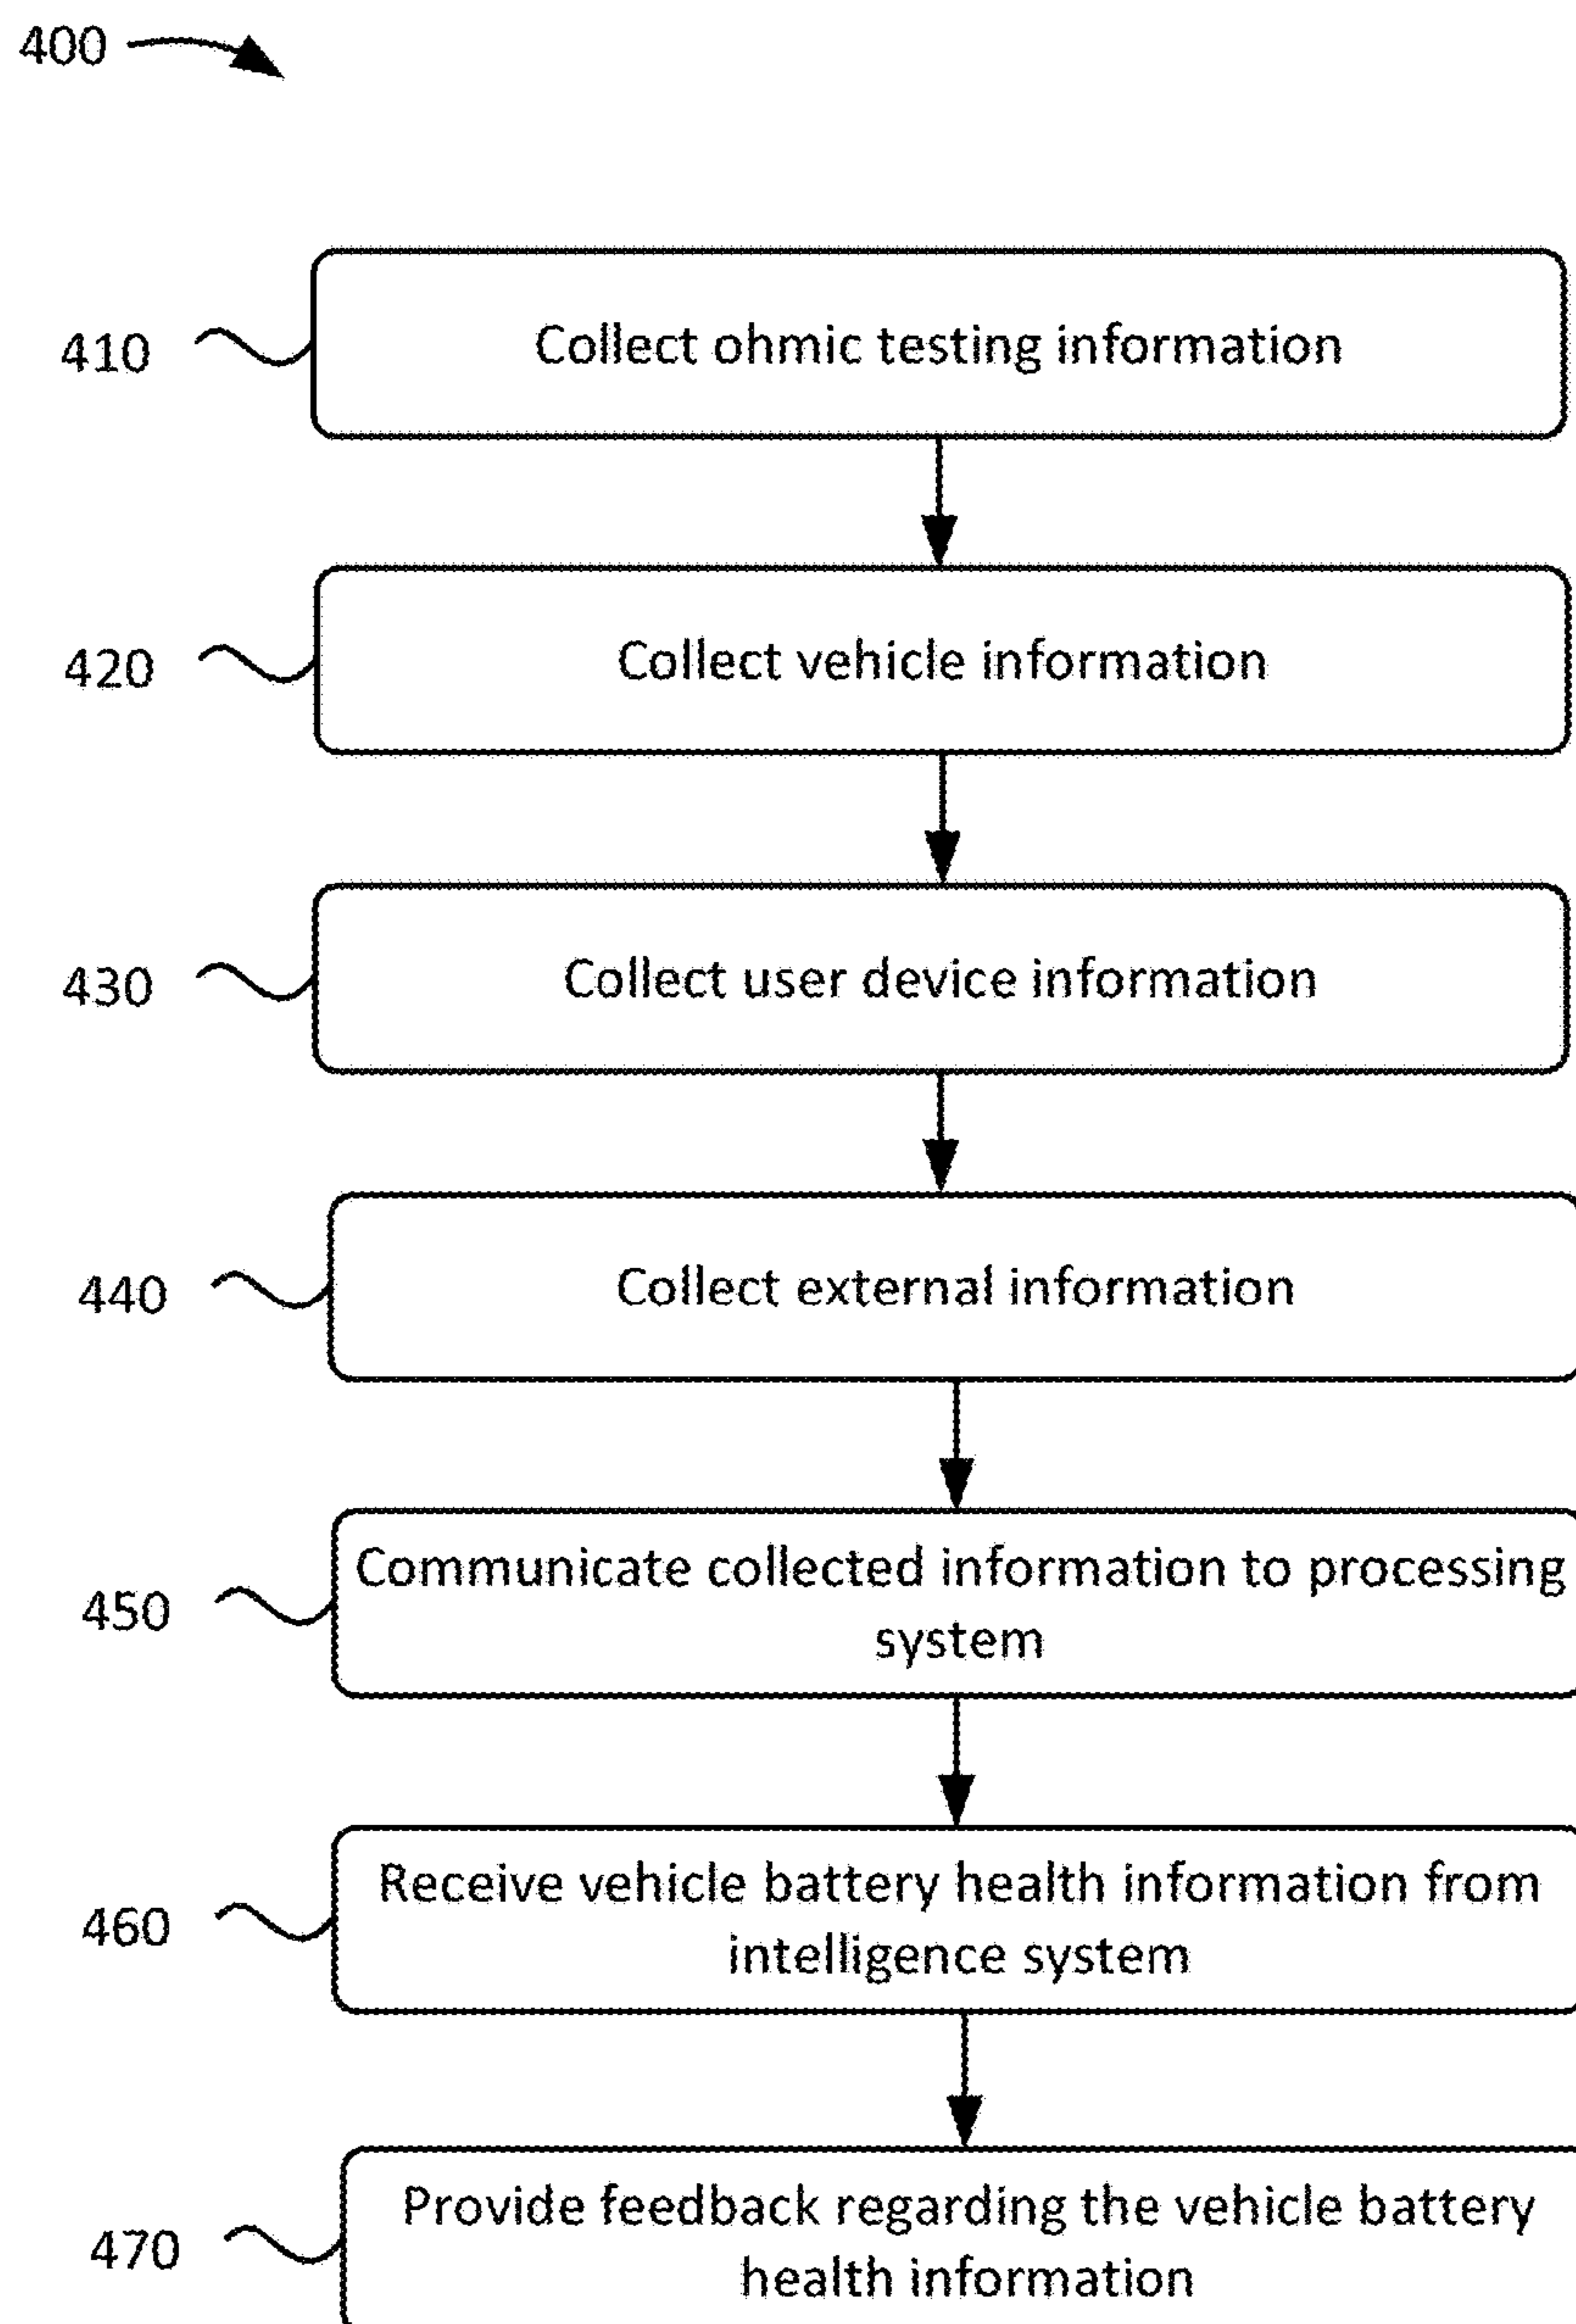 400
410
Collect ohmic testing information
420
Collect vehicle information
430
Collect user device information
440
Collect external information
450
Communicate collected information to processing
system
460
Receive vehicle battery health information from
intelligence system
470
Provide feedback regarding the vehicle battery
health information